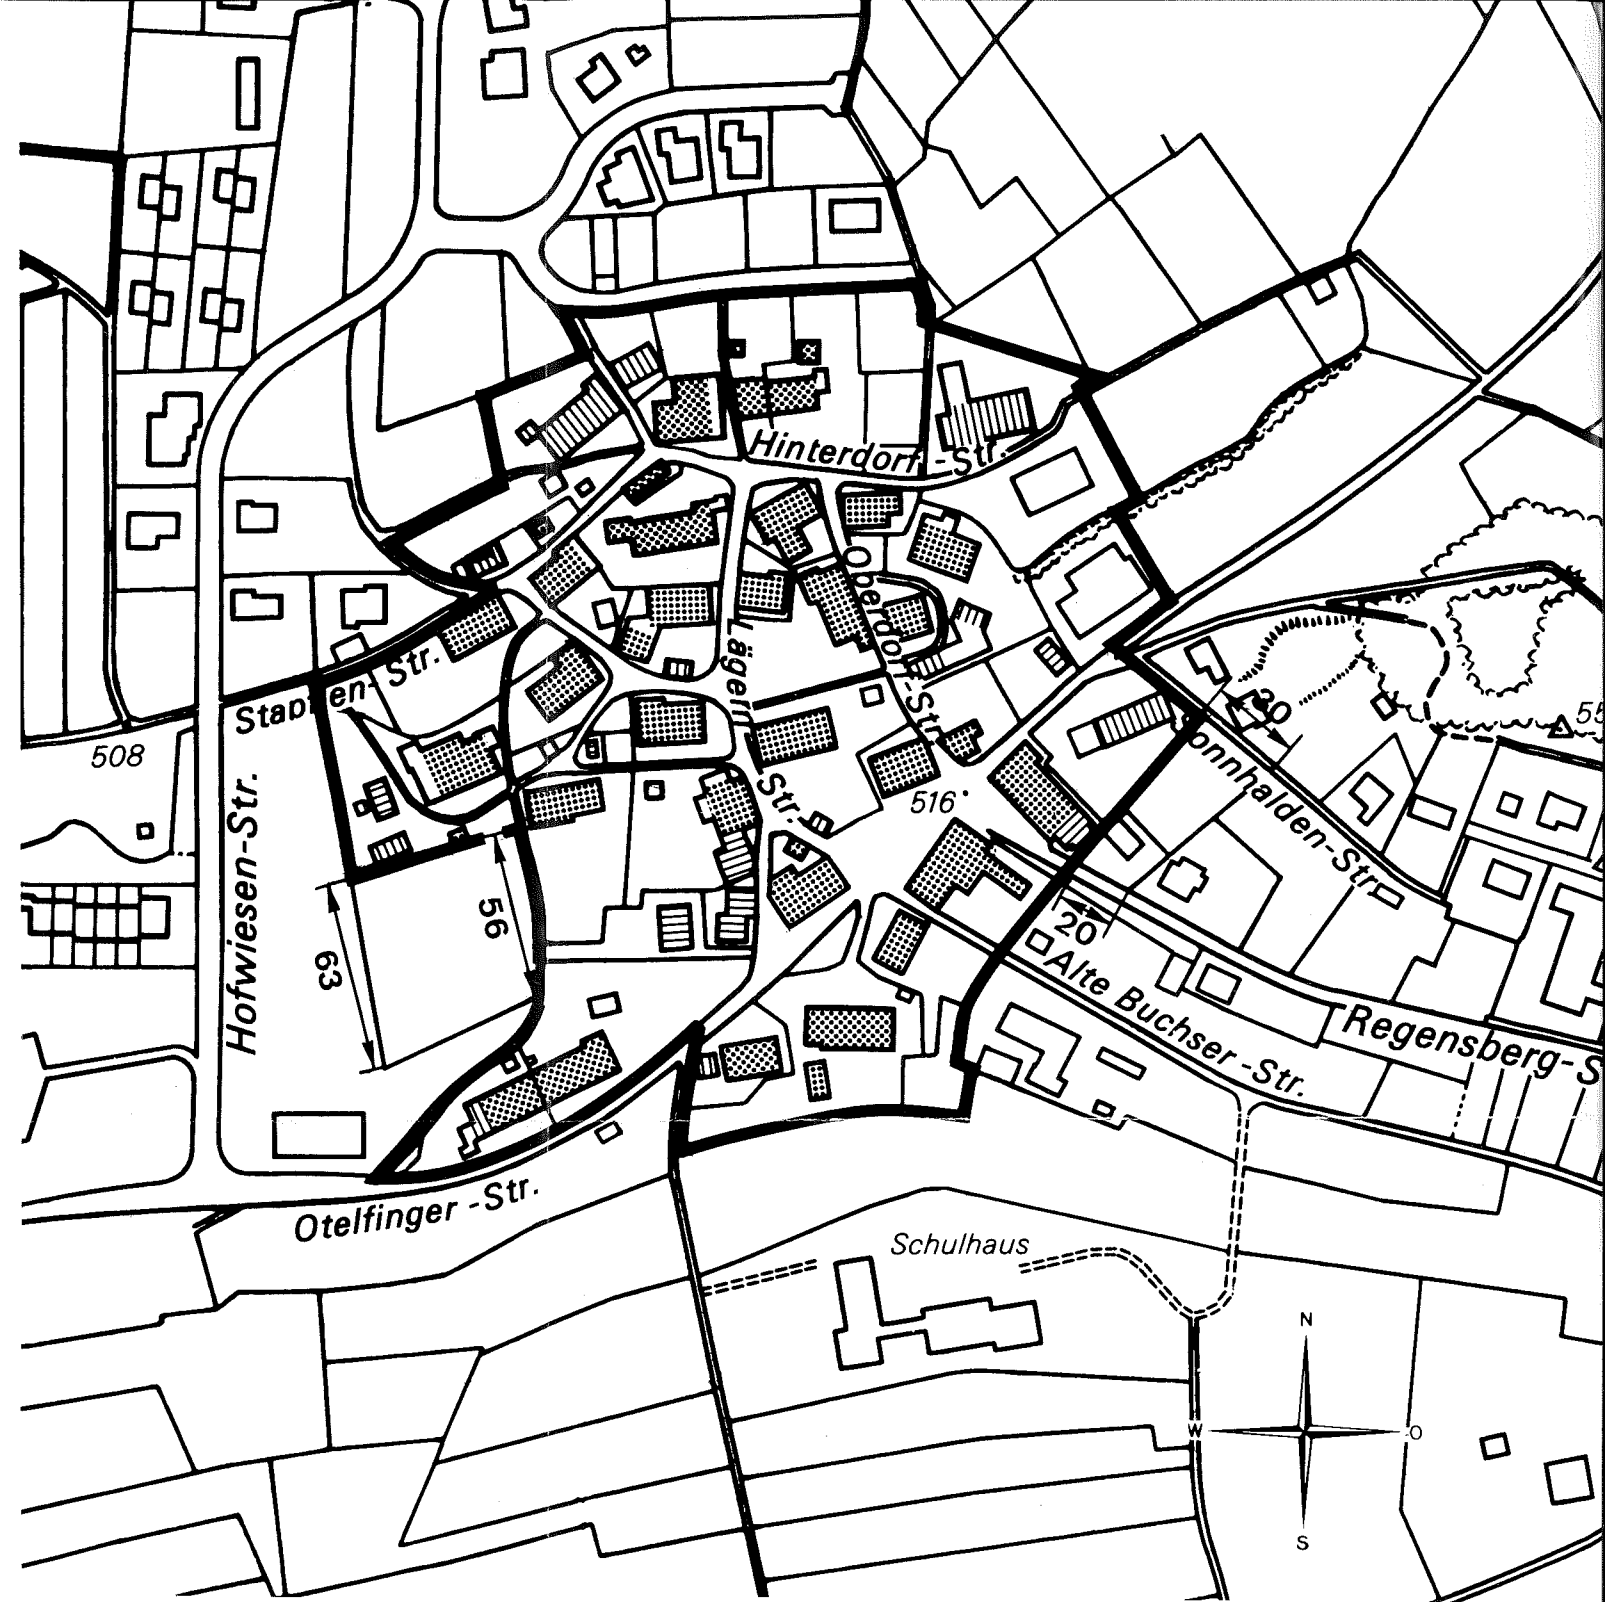 Hinterdorf-Str.
Oberdorf-Str.
Lägern
Str.
Stapfen-Str.
508
516
30
55
Sonnhalden-Str.
Hofwiesen-Str.
56
63
20
Alte Buchser-Str.
Regensberg-S
Otelfinger-Str.
Schulhaus
N
W
O
S